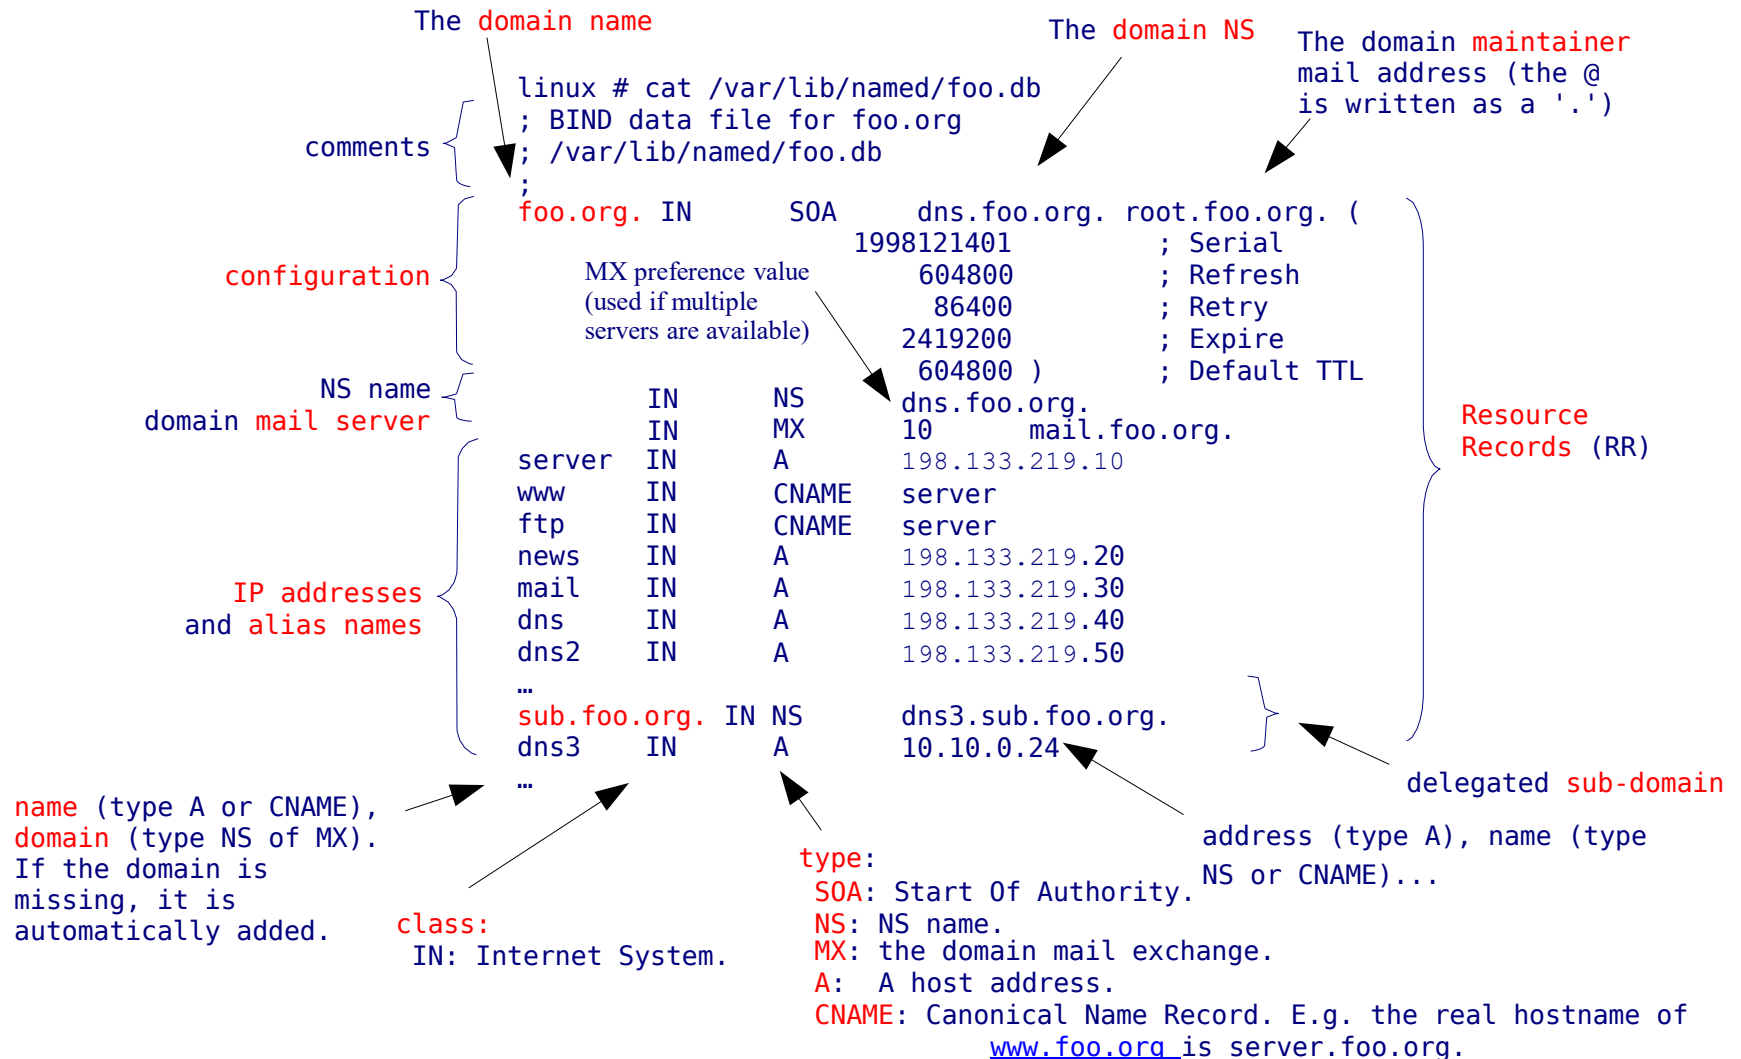 The domain name
The domain NS
The domain maintainer
mail address (the @
is written as a '.')
linux # cat /var/lib/named/foo.db
; BIND data file for foo.org
; /var/lib/named/foo.db
;
comments
foo.org. IN SOA dns.foo.org. root.foo.org. (
1998121401 ; Serial
604800 ; Refresh
86400 ; Retry
2419200 ; Expire
604800 ) ; Default TTL
configuration
MX preference value
(used if multiple
servers are available)
NS name
domain mail server
IN NS dns.foo.org.
IN MX 10 mail.foo.org.
server IN A 198.133.219.10
www IN CNAME server
ftp IN CNAME server
news IN A 198.133.219.20
mail IN A 198.133.219.30
dns IN A 198.133.219.40
dns2 IN A 198.133.219.50
…
sub.foo.org. IN NS dns3.sub.foo.org.
dns3 IN A 10.10.0.24
…
IP addresses
and alias names
Resource
Records (RR)
delegated sub-domain
name (type A or CNAME),
domain (type NS of MX).
If the domain is
missing, it is
automatically added.
class:
IN: Internet System.
type:
SOA: Start Of Authority.
NS: NS name.
MX: the domain mail exchange.
A: A host address.
CNAME: Canonical Name Record. E.g. the real hostname of
www.foo.org is server.foo.org.
address (type A), name (type
NS or CNAME)...